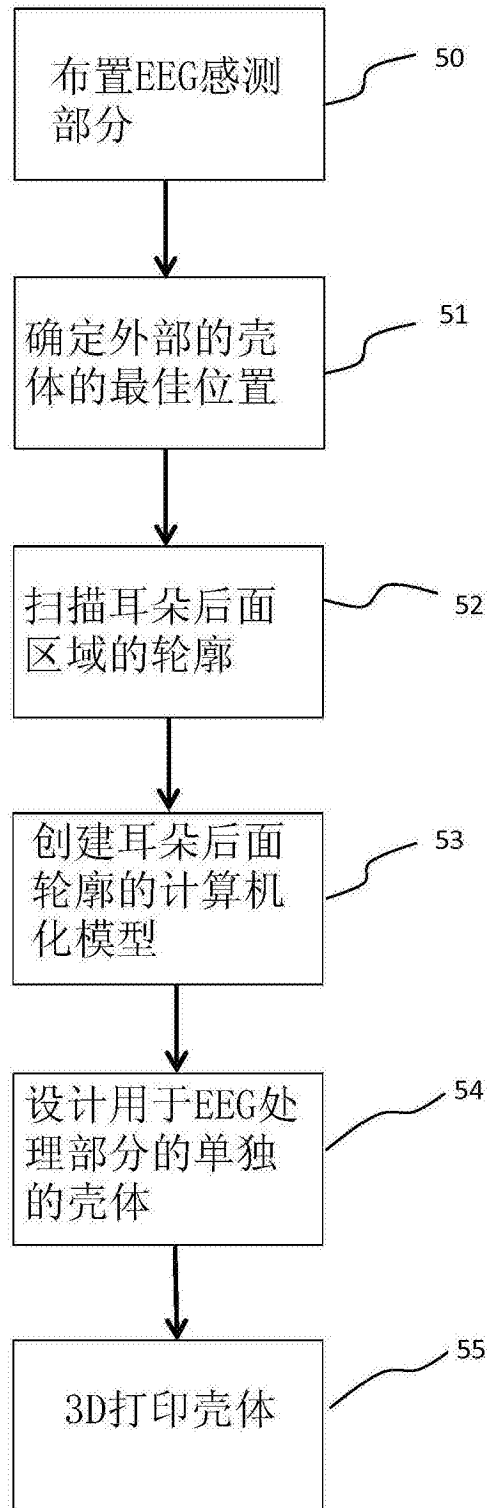 布置EEG感测
部分
50
确定外部的壳
体的最佳位置
51
扫描耳朵后面
区域的轮廓
52
创建耳朵后面
轮廓的计算机
化模型
53
设计用于EEG处
理部分的单独
的壳体
54
3D打印壳体
55